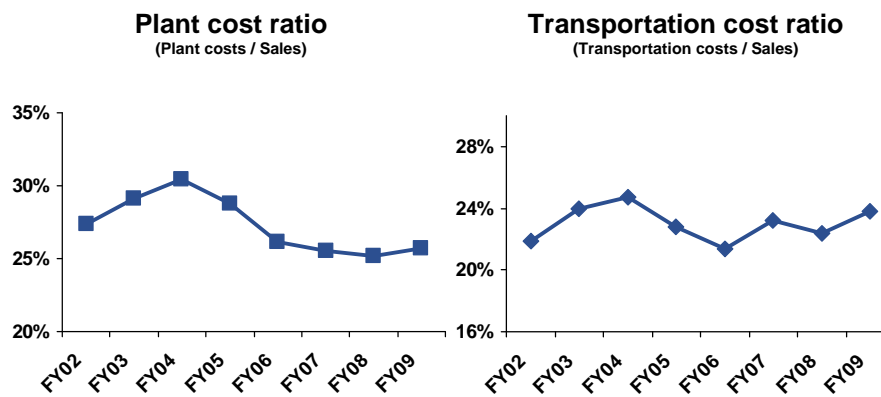 Plant cost ratio
(Plant costs / Sales)
35%
30%
25%
20%
FY02
FY03
FY04
FY05
FY06
FY07
FY08
FY09
Transportation cost ratio
(Transportation costs / Sales)
28%
24%
20%
16%
FY02
FY03
FY04
FY05
FY06
FY07
FY08
FY09